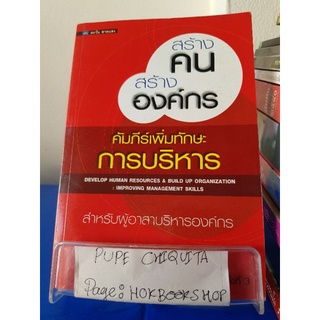 สร้าง
คน
สร้าง
องค์กร
คัมภีร์เพิ่มทักษะ
การบริหาร
DEVELOP HUMAN RESOURCES & BUILD UP ORGANIZATION
: IMPROVING MANAGEMENT SKILLS
สำหรับผู้อาสาบริหารองค์กร
PUPE CHIQUITA
Page: HOKBOOKSHOP